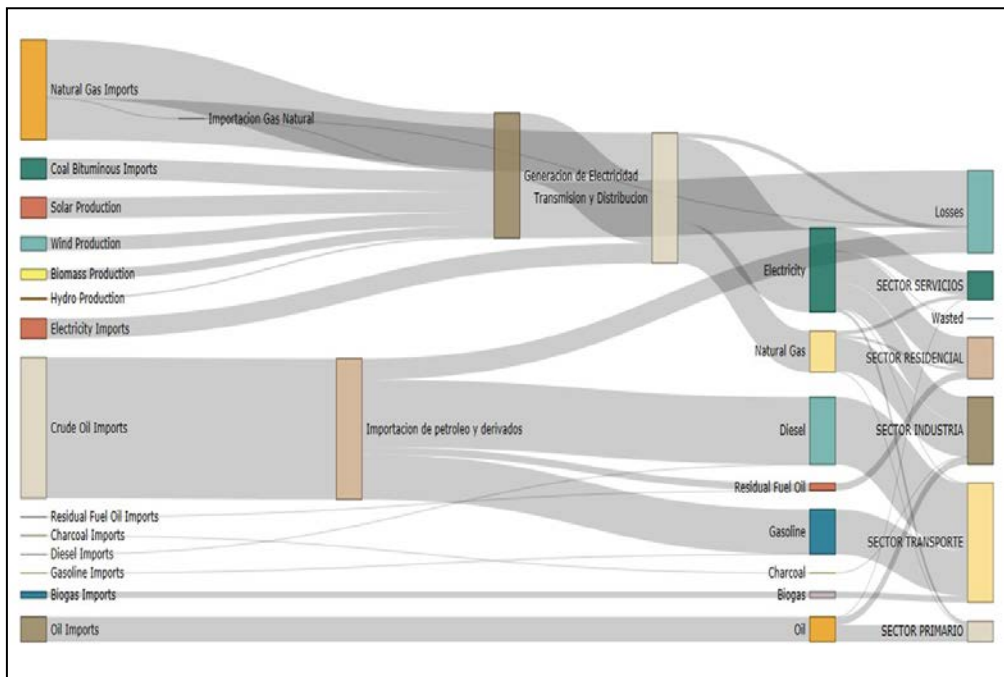 Natural Gas Imports
Importacion Gas Natural
Coal Bituminous Imports
Generacion de Electricidad
Transmision y Distribucion
Solar Production
Losses
Wind Production
Electricity
Biomass Production
SECTOR SERVICIOS
Hydro Production
Wasted
Electricity Imports
Natural Gas
SECTOR RESIDENCIAL
Crude Oil Imports
Importacion de petroleo y derivados
Diesel
SECTOR INDUSTRIA
Residual Fuel Oil
Residual Fuel Oil Imports
Charcoal Imports
Gasoline
SECTOR TRANSPORTE
Diesel Imports
Gasoline Imports
Charcoal
Biogas Imports
Biogas
Oil Imports
Oil
SECTOR PRIMARIO